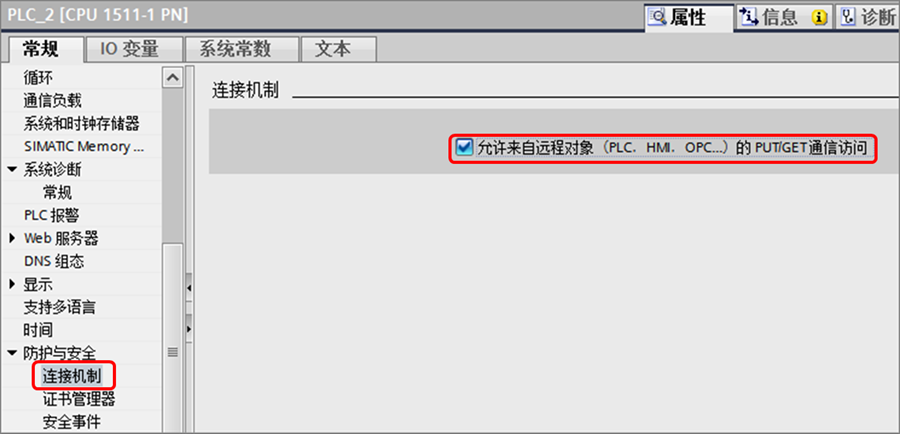 PLC_2 [CPU 1511-1 PN]
属性
信息
诊断
常规
IO 变量
系统常数
文本
循环
通信负载
系统和时钟存储器
SIMATIC Memory ...
系统诊断
常规
PLC 报警
Web 服务器
DNS 组态
显示
支持多语言
时间
防护与安全
连接机制
证书管理器
安全事件
连接机制
允许来自远程对象（PLC、HMI、OPC...）的 PUT/GET 通信访问